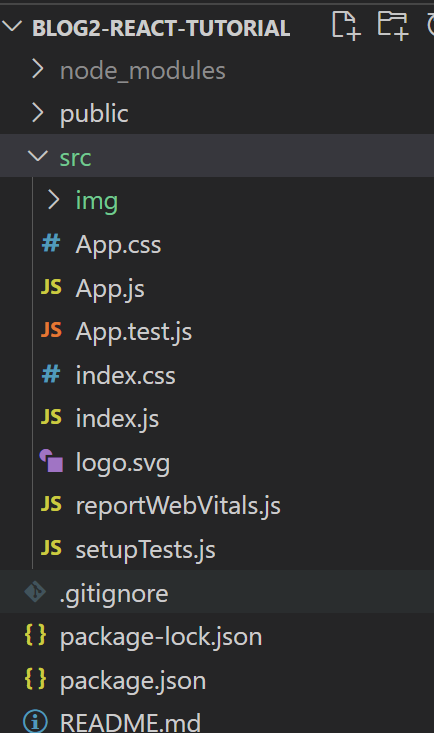 BLOG2-REACT-TUTORIAL
node_modules
public
src
img
# App.css
JS App.js
JS App.test.js
# index.css
JS index.js
logo.svg
JS reportWebVitals.js
JS setupTests.js
.gitignore
{} package-lock.json
{} package.json
README.md